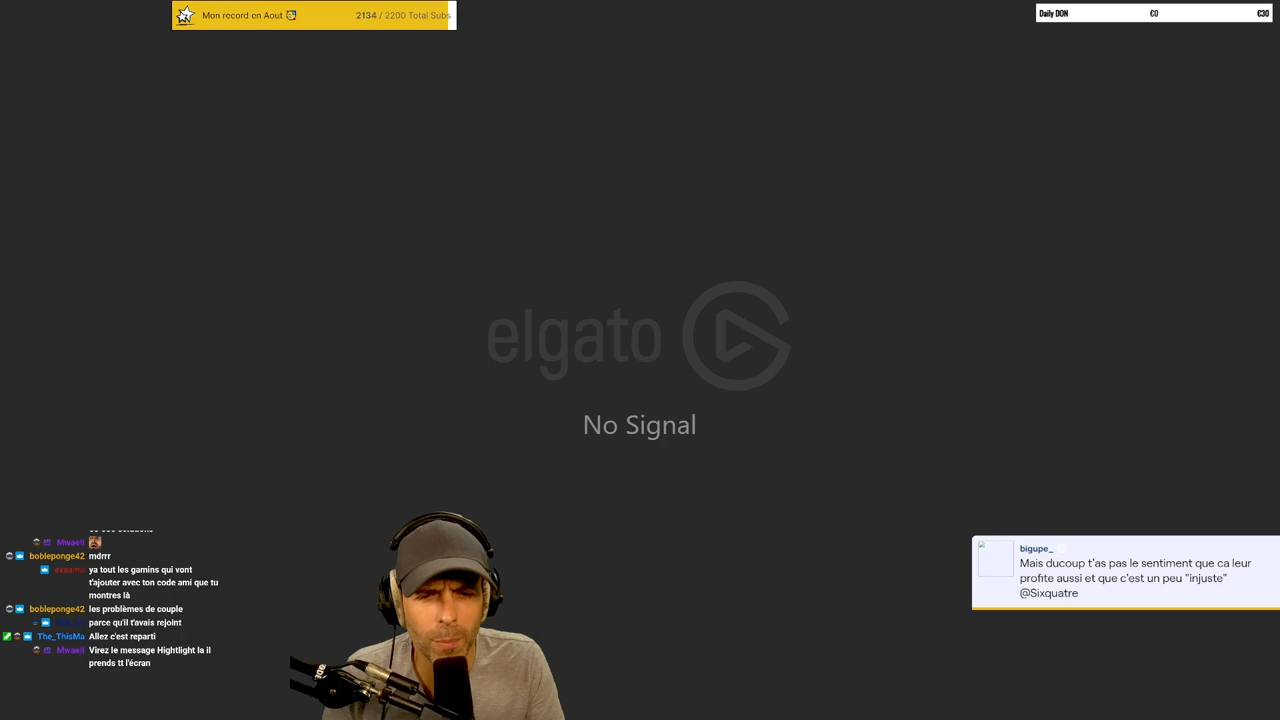 Mon record en Aout
2134 / 2200 Total Subs
Daily DON
€0
€30
elgato
No Signal
Mwaeii
bobleponge42 mdrrr
ya tout les gamins qui vont
t'ajouter avec ton code ami que tu
montres là
bobleponge42 les problèmes de couple
parce qu'il t'avais rejoint
The_ThisMa Allez c'est reparti
Mwaeii Virez le message Hightlight la il
prends tt l'écran
bigupe_
Mais ducoup t'as pas le sentiment que ca leur
profite aussi et que c'est un peu "injuste"
@Sixquatre